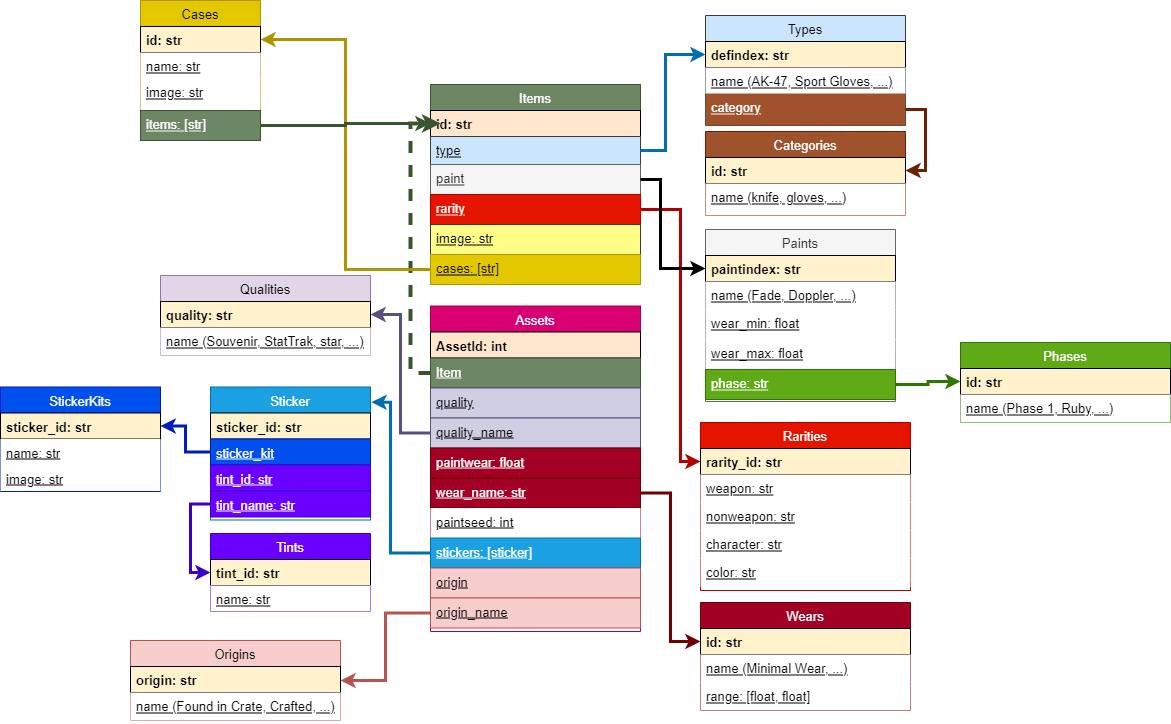 Cases
id: str
name: str
image: str
items: [str]
Types
defindex: str
name (AK-47, Sport Gloves, ...)
category
Categories
id: str
name (knife, gloves, ...)
Items
id: str
type
paint
rarity
image: str
cases: [str]
Paints
paintindex: str
name (Fade, Doppler, ...)
wear_min: float
wear_max: float
phase: str
Phases
id: str
name (Phase 1, Ruby, ...)
Qualities
quality: str
name (Souvenir, StatTrak, star, ...)
Assets
AssetId: int
Item
quality
quality_name
paintwear: float
wear_name: str
paintseed: int
stickers: [sticker]
origin
origin_name
StickerKits
sticker_id: str
name: str
image: str
Sticker
sticker_id: str
sticker_kit
tint_id: str
tint_name: str
Tints
tint_id: str
name: str
Rarities
rarity_id: str
weapon: str
nonweapon: str
character: str
color: str
Wears
id: str
name (Minimal Wear, ...)
range: [float, float]
Origins
origin: str
name (Found in Crate, Crafted, ...)